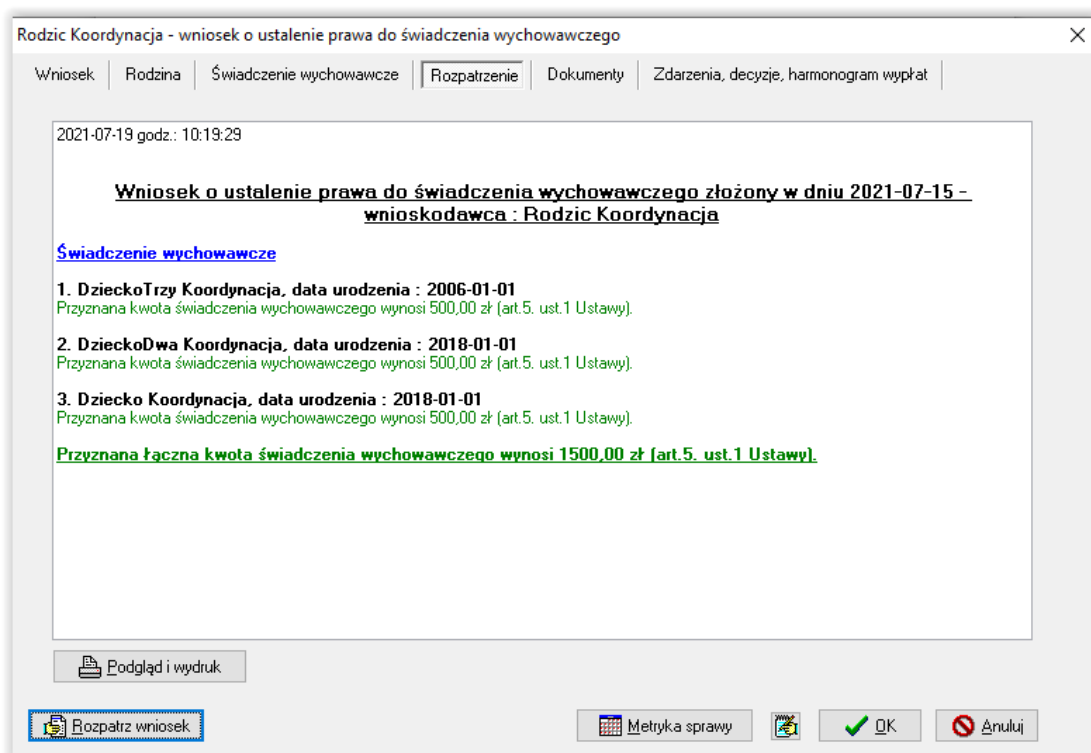 Rodzic Koordynacja - wniosek o ustalenie prawa do świadczenia wychowawczego
Wniosek Rodzina Świadczenie wychowawcze Rozpatrzenie Dokumenty Zdarzenia, decyzje, harmonogram wypłat
2021-07-19 godz.: 10:19:29
Wniosek o ustalenie prawa do świadczenia wychowawczego złożony w dniu 2021-07-15 -
wnioskodawca : Rodzic Koordynacja
Świadczenie wychowawcze
1. DzieckoTrzy Koordynacja, data urodzenia : 2006-01-01
Przyznana kwota świadczenia wychowawczego wynosi 500,00 zł (art.5. ust.1 Ustawy).
2. DzieckoDwa Koordynacja, data urodzenia : 2018-01-01
Przyznana kwota świadczenia wychowawczego wynosi 500,00 zł (art.5. ust.1 Ustawy).
3. Dziecko Koordynacja, data urodzenia : 2018-01-01
Przyznana kwota świadczenia wychowawczego wynosi 500,00 zł (art.5. ust.1 Ustawy).
Przyznana łączna kwota świadczenia wychowawczego wynosi 1500,00 zł (art.5. ust.1 Ustawy).
Podgląd i wydruk
Rozpatrz wniosek Metryka sprawy OK Anuluj